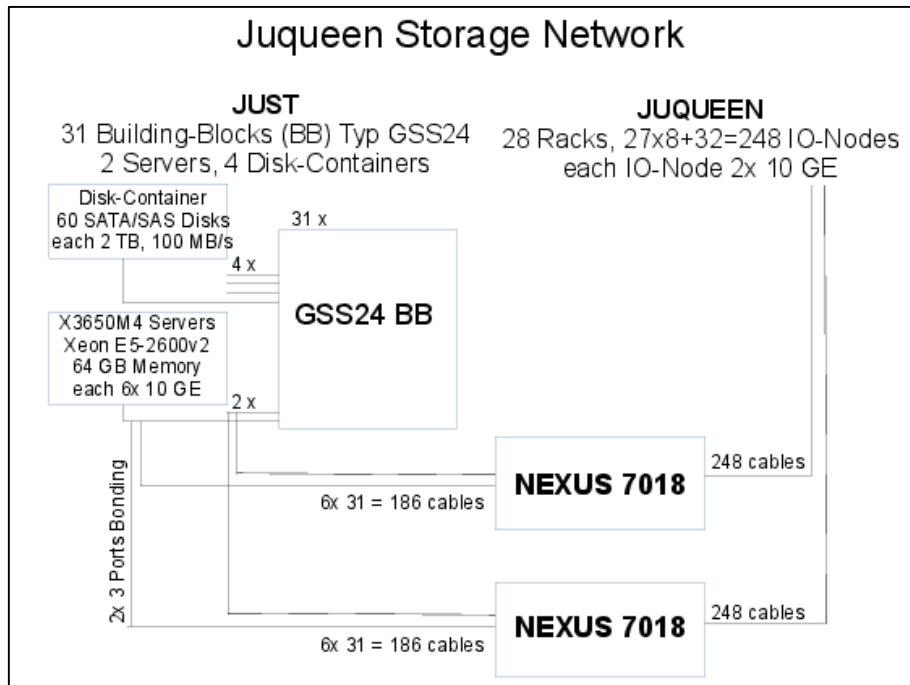 Juqueen Storage Network
JUST
31 Building-Blocks (BB) Typ GSS24
2 Servers, 4 Disk-Containers
JUQUEEN
28 Racks, 27x8+32=248 IO-Nodes
each IO-Node 2x 10 GE
Disk-Container
60 SATA/SAS Disks
each 2 TB, 100 MB/s
31 x
4 x
GSS24 BB
X3650M4 Servers
Xeon E5-2600v2
64 GB Memory
each 6x 10 GE
2 x
2x 3 Ports Bonding
NEXUS 7018
248 cables
6x 31 = 186 cables
NEXUS 7018
248 cables
6x 31 = 186 cables